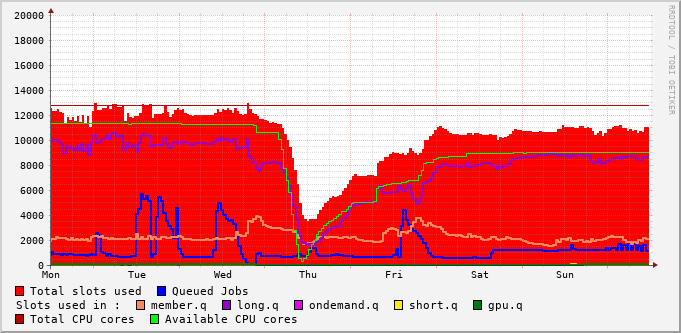 RRDTOOL / TOBI OETIKER
20000
18000
16000
14000
12000
10000
8000
6000
4000
2000
0
Mon Tue Wed Thu Fri Sat Sun
Total slots used Queued Jobs
Slots used in : member.q long.q ondemand.q short.q gpu.q
Total CPU cores Available CPU cores